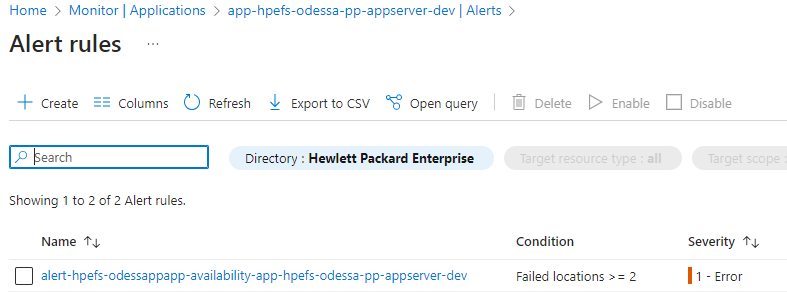 Home > Monitor | Applications > app-hpefs-odessa-pp-appserver-dev | Alerts >
Alert rules ...
Create Columns Refresh Export to CSV Open query Delete Enable Disable
Search Directory : Hewlett Packard Enterprise Target resource type : all Target scope :
Showing 1 to 2 of 2 Alert rules.
Name ↑↓ Condition Severity ↑↓
alert-hpefs-odessappapp-availability-app-hpefs-odessa-pp-appserver-dev Failed locations >= 2 1 - Error